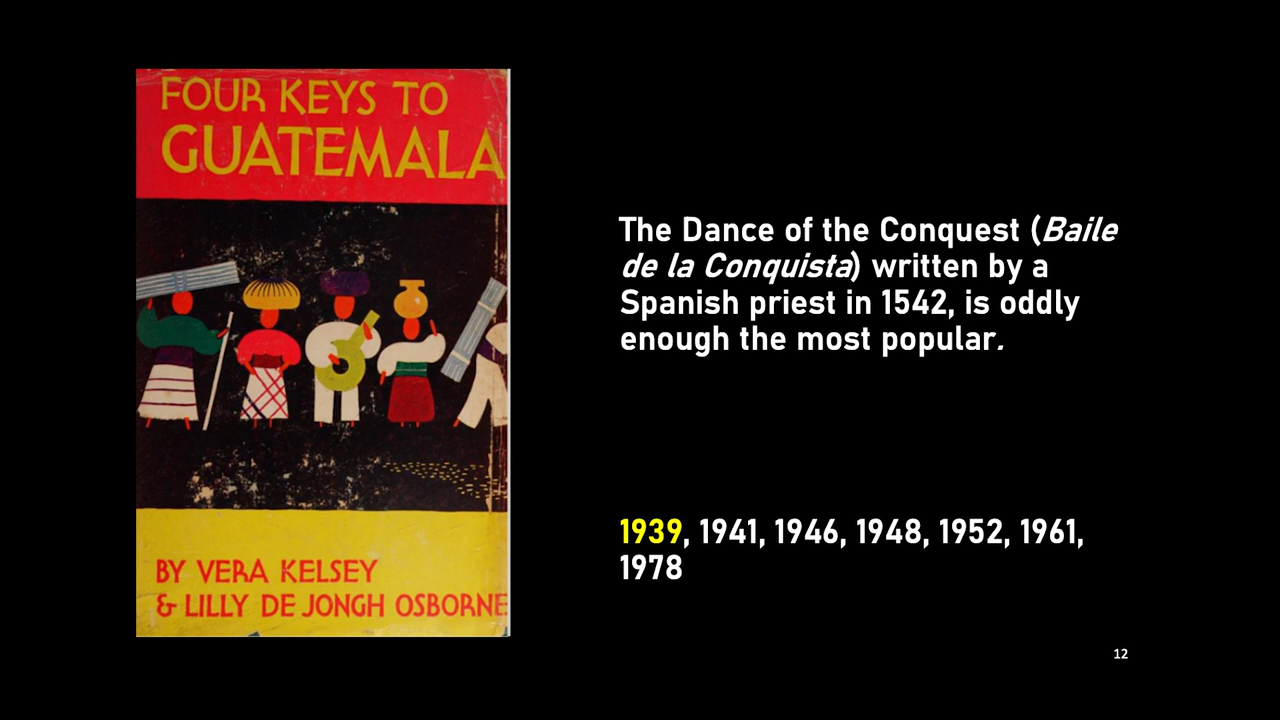 FOUR KEYS TO
GUATEMALA
BY VERA KELSEY
& LILLY DE JONGH OSBORNE
The Dance of the Conquest (Baile
de la Conquista) written by a
Spanish priest in 1542, is oddly
enough the most popular.
1939, 1941, 1946, 1948, 1952, 1961,
1978
12